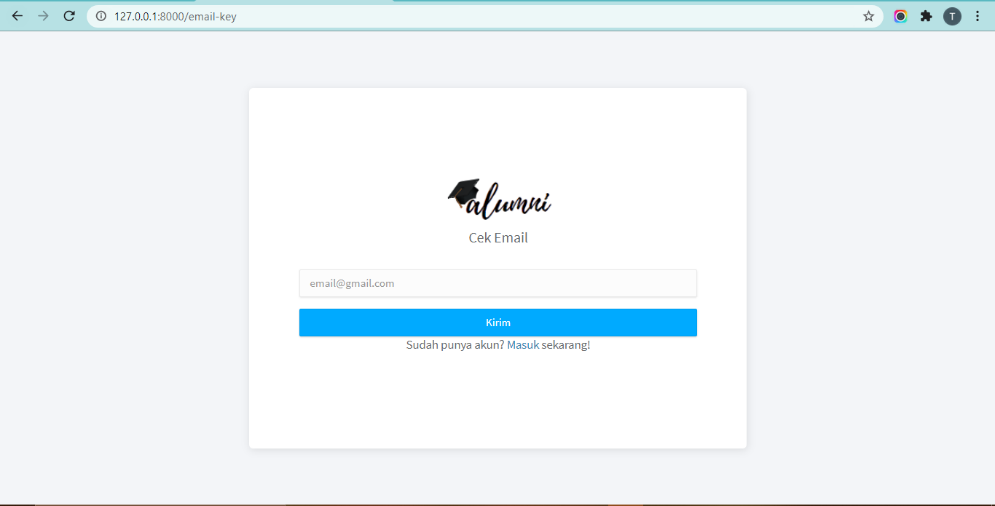 127.0.0.1:8000/email-key
T
alumni
Cek Email
email@gmail.com
Kirim
Sudah punya akun? Masuk sekarang!